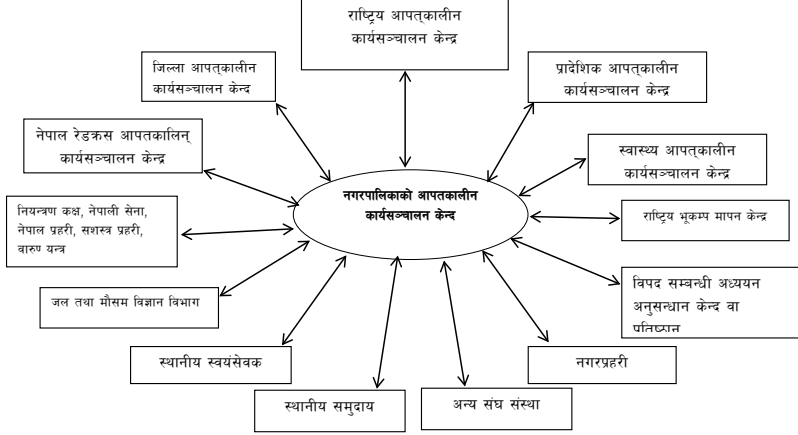 राष्ट्रिय आपत्कालीन
कार्यसञ्चालन केन्द्र
जिल्ला आपत्कालीन
कार्यसञ्चालन केन्द
प्रादेशिक आपत्कालीन
कार्यसञ्चालन केन्द्र
नेपाल रेडक्रस आपतकालिन्
कार्यसञ्चालन केन्द्र
स्वास्थ्य आपत्कालीन
कार्यसञ्चालन केन्द्र
नगरपालिकाको आपतकालीन
कार्यसञ्चालन केन्द
नियन्त्रण कक्ष, नेपाली सेना,
नेपाल प्रहरी, सशस्त्र प्रहरी,
वारुण यन्त्र
राष्ट्रिय भूकम्प मापन केन्द्र
जल तथा मौसम विज्ञान विभाग
विपद सम्बन्धी अध्ययन
अनुसन्धान केन्द वा
प्रतिष्ठान
स्थानीय स्वयंसेवक
नगरप्रहरी
स्थानीय समुदाय
अन्य संघ संस्था